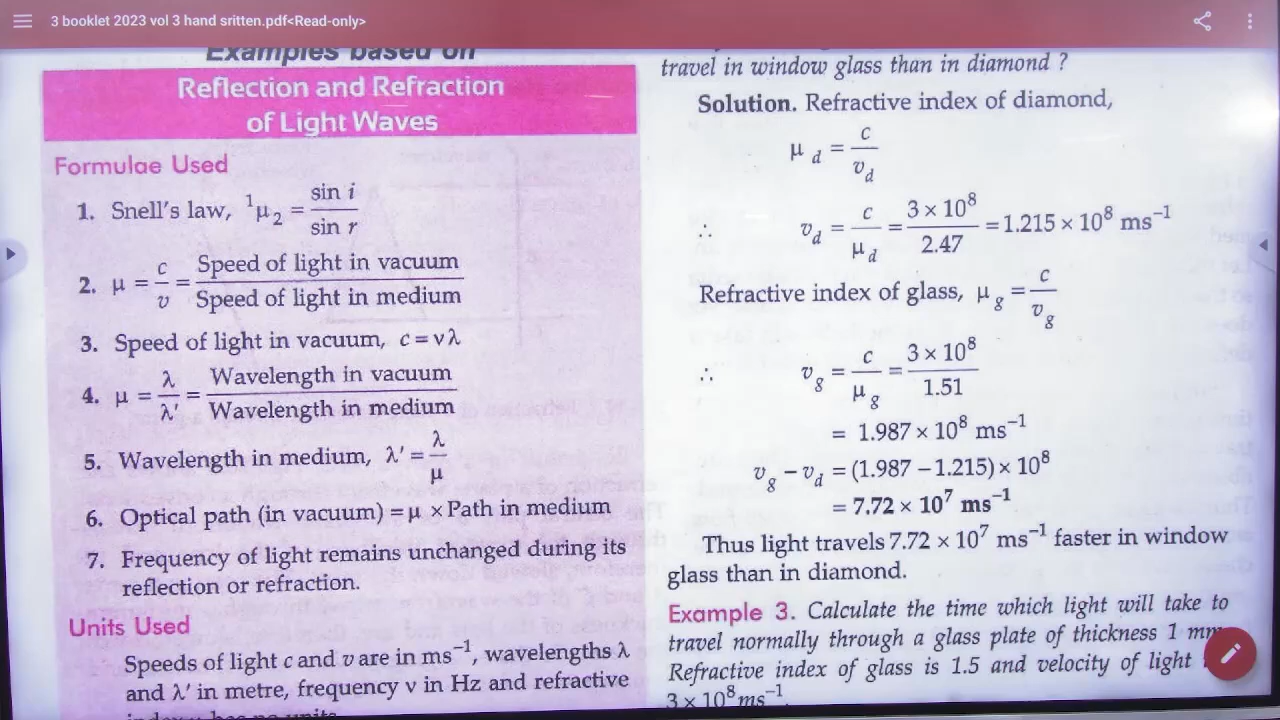 3 booklet 2023 vol 3 hand sritten.pdf<Read-only>
Examples based on
Reflection and Refraction
of Light Waves
Formulae Used
1. Snell's law, ¹μ₂ = sin i / sin r
2. μ = c/v = Speed of light in vacuum / Speed of light in medium
3. Speed of light in vacuum, c = νλ
4. μ = λ/λ' = Wavelength in vacuum / Wavelength in medium
5. Wavelength in medium, λ' = λ/μ
6. Optical path (in vacuum) = μ × Path in medium
7. Frequency of light remains unchanged during its
reflection or refraction.
Units Used
Speeds of light c and v are in ms⁻¹, wavelengths λ
and λ' in metre, frequency ν in Hz and refractive
index μ has no units.
travel in window glass than in diamond ?
Solution. Refractive index of diamond,
μ_d = c / v_d
∴ v_d = c / μ_d = 3 × 10⁸ / 2.47 = 1.215 × 10⁸ ms⁻¹
Refractive index of glass, μ_g = c / v_g
∴ v_g = c / μ_g = 3 × 10⁸ / 1.51
= 1.987 × 10⁸ ms⁻¹
v_g − v_d = (1.987 − 1.215) × 10⁸
= 7.72 × 10⁷ ms⁻¹
Thus light travels 7.72 × 10⁷ ms⁻¹ faster in window
glass than in diamond.
Example 3. Calculate the time which light will take to
travel normally through a glass plate of thickness 1 mm.
Refractive index of glass is 1.5 and velocity of light
3 × 10⁸ ms⁻¹.